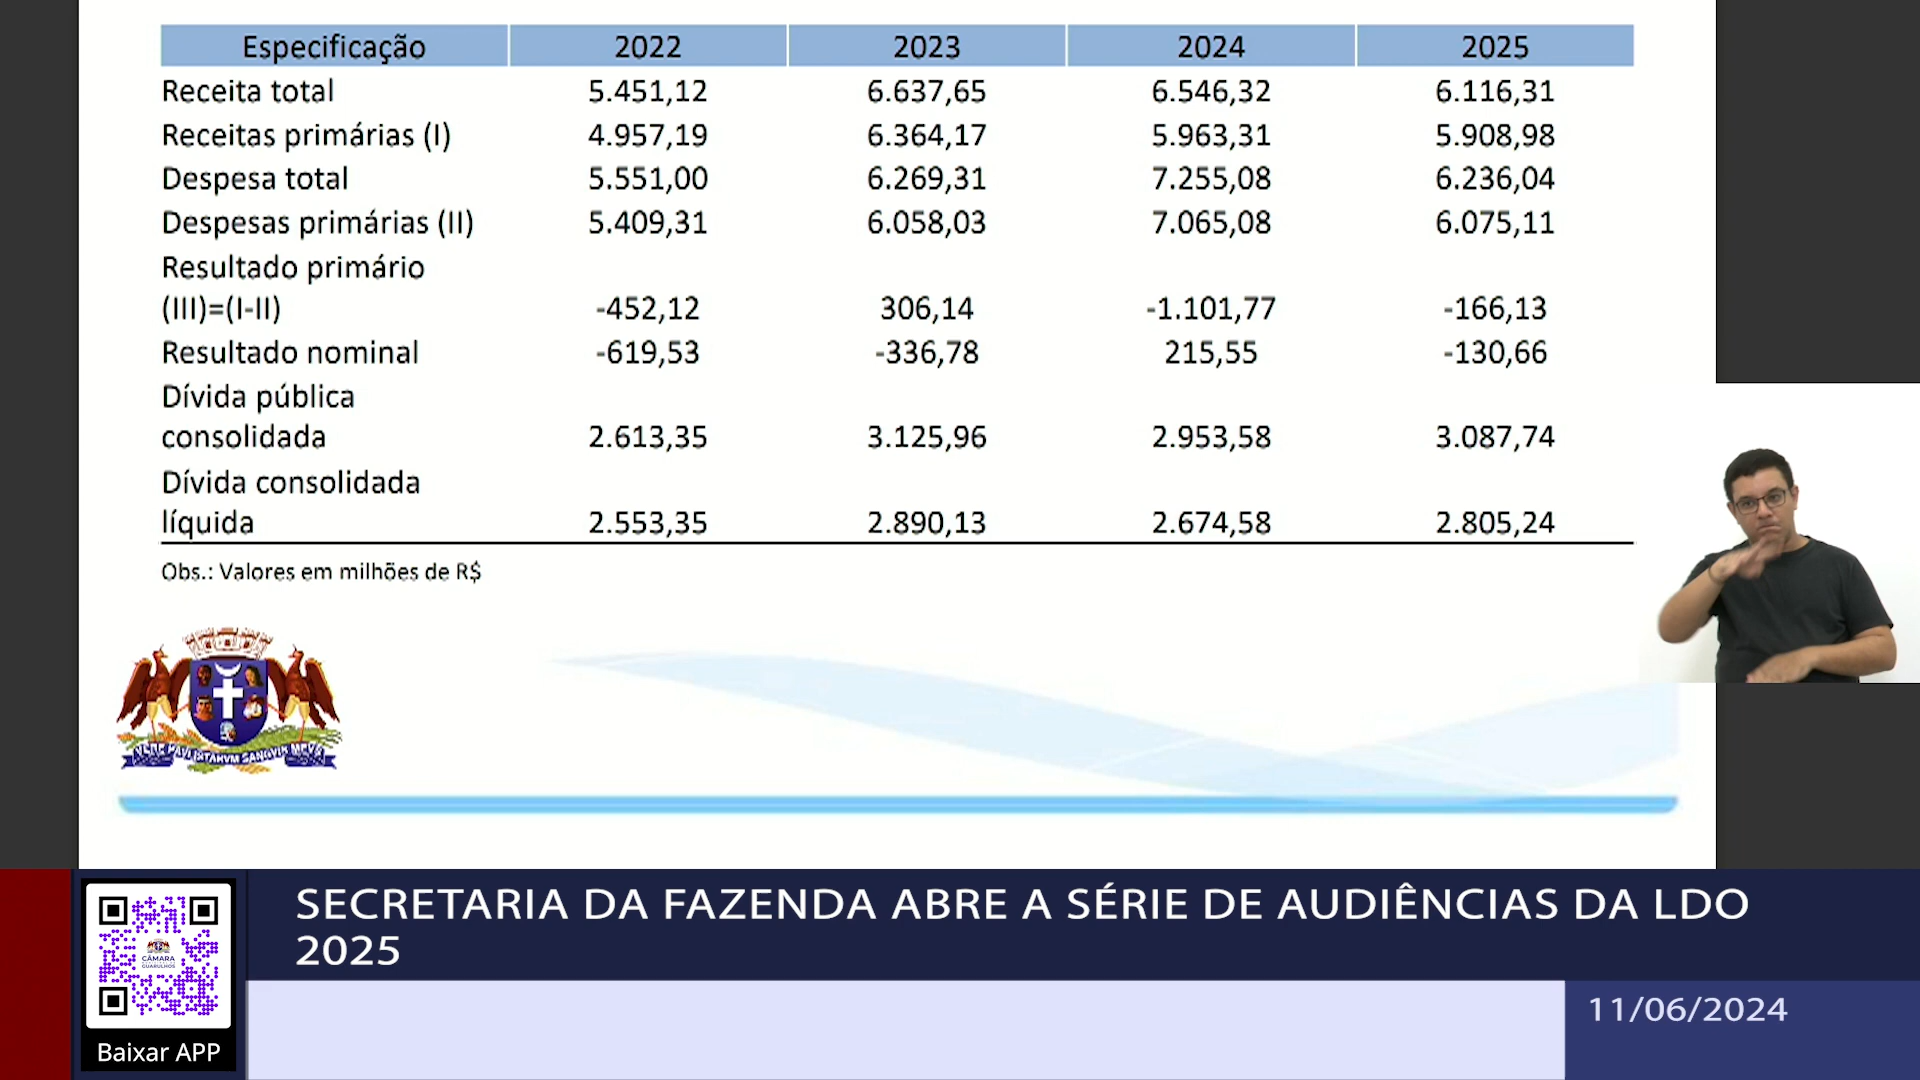 Especificação 2022 2023 2024 2025
Receita total 5.451,12 6.637,65 6.546,32 6.116,31
Receitas primárias (I) 4.957,19 6.364,17 5.963,31 5.908,98
Despesa total 5.551,00 6.269,31 7.255,08 6.236,04
Despesas primárias (II) 5.409,31 6.058,03 7.065,08 6.075,11
Resultado primário
(III)=(I-II) -452,12 306,14 -1.101,77 -166,13
Resultado nominal -619,53 -336,78 215,55 -130,66
Dívida pública
consolidada 2.613,35 3.125,96 2.953,58 3.087,74
Dívida consolidada
líquida 2.553,35 2.890,13 2.674,58 2.805,24
Obs.: Valores em milhões de R$
SECRETARIA DA FAZENDA ABRE A SÉRIE DE AUDIÊNCIAS DA LDO
2025
11/06/2024
CÂMARA
GUARULHOS
Baixar APP